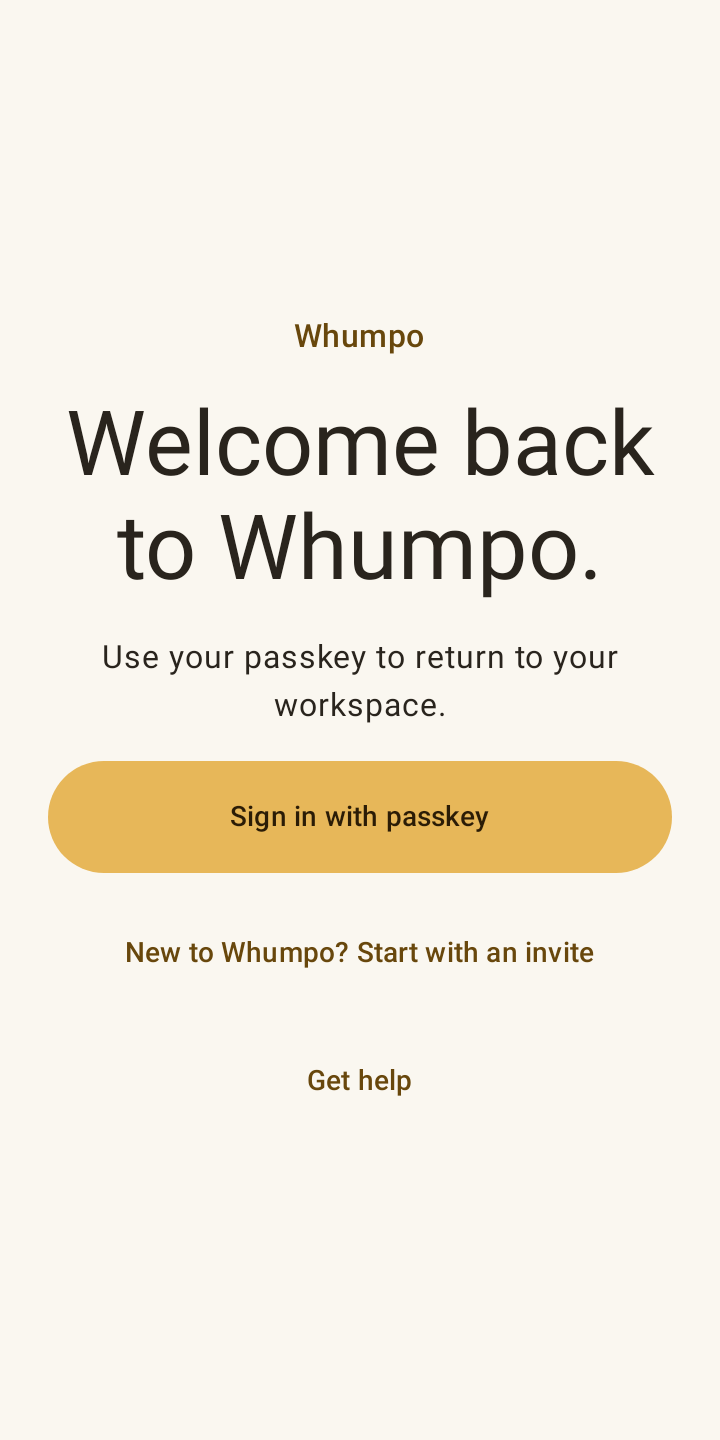 Whumpo
Welcome back
to Whumpo.
Use your passkey to return to your
workspace.
Sign in with passkey
New to Whumpo? Start with an invite
Get help